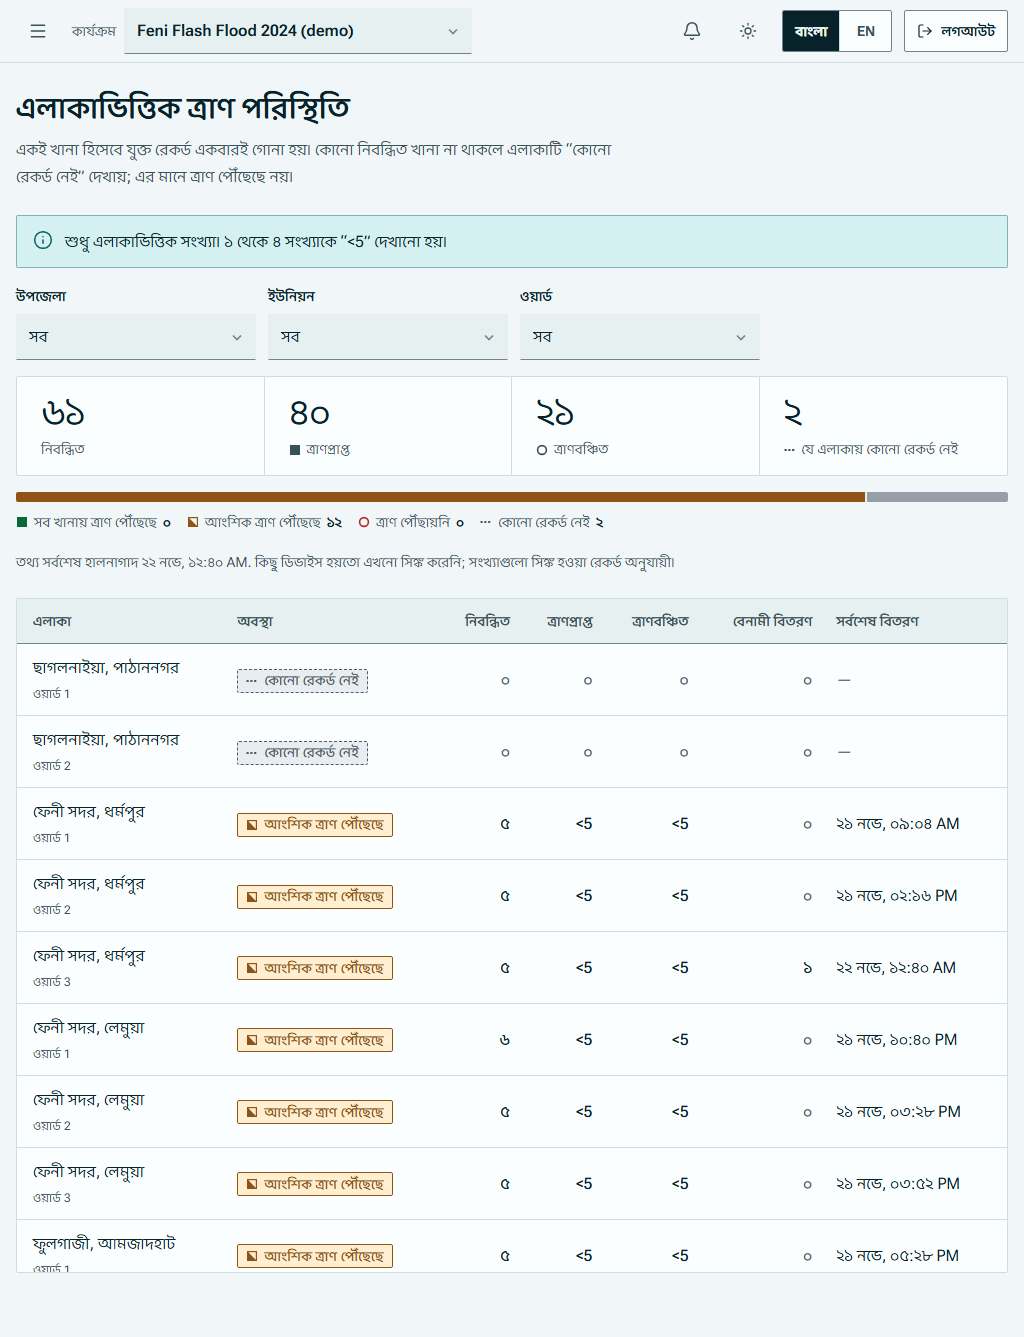 কার্যক্রম Feni Flash Flood 2024 (demo) বাংলা EN লগআউট
এলাকাভিত্তিক ত্রাণ পরিস্থিতি
একই খানা হিসেবে যুক্ত রেকর্ড একবারই গোনা হয়। কোনো নিবন্ধিত খানা না থাকলে এলাকাটি “কোনো
রেকর্ড নেই” দেখায়; এর মানে ত্রাণ পৌঁছেছে নয়।
শুধু এলাকাভিত্তিক সংখ্যা। ১ থেকে ৪ সংখ্যাকে “<5” দেখানো হয়।
উপজেলা ইউনিয়ন ওয়ার্ড
সব সব সব
৬১ ৪০ ২১ ২
নিবন্ধিত ত্রাণপ্রাপ্ত ত্রাণবঞ্চিত যে এলাকায় কোনো রেকর্ড নেই
সব খানায় ত্রাণ পৌঁছেছে ০ আংশিক ত্রাণ পৌঁছেছে ১২ ত্রাণ পৌঁছায়নি ০ কোনো রেকর্ড নেই ২
তথ্য সর্বশেষ হালনাগাদ ২২ নভে, ১২:৪০ AM. কিছু ডিভাইস হয়তো এখনো সিঙ্ক করেনি; সংখ্যাগুলো সিঙ্ক হওয়া রেকর্ড অনুযায়ী।
এলাকা অবস্থা নিবন্ধিত ত্রাণপ্রাপ্ত ত্রাণবঞ্চিত বেনামী বিতরণ সর্বশেষ বিতরণ
ছাগলনাইয়া, পাঠাননগর
ওয়ার্ড 1 কোনো রেকর্ড নেই ০ ০ ০ ০ —
ছাগলনাইয়া, পাঠাননগর
ওয়ার্ড 2 কোনো রেকর্ড নেই ০ ০ ০ ০ —
ফেনী সদর, ধর্মপুর
ওয়ার্ড 1 আংশিক ত্রাণ পৌঁছেছে ৫ <5 <5 ০ ২১ নভে, ০৯:০৪ AM
ফেনী সদর, ধর্মপুর
ওয়ার্ড 2 আংশিক ত্রাণ পৌঁছেছে ৫ <5 <5 ০ ২১ নভে, ০২:১৬ PM
ফেনী সদর, ধর্মপুর
ওয়ার্ড 3 আংশিক ত্রাণ পৌঁছেছে ৫ <5 <5 ১ ২২ নভে, ১২:৪০ AM
ফেনী সদর, লেমুয়া
ওয়ার্ড 1 আংশিক ত্রাণ পৌঁছেছে ৬ <5 <5 ০ ২১ নভে, ১০:৪০ PM
ফেনী সদর, লেমুয়া
ওয়ার্ড 2 আংশিক ত্রাণ পৌঁছেছে ৫ <5 <5 ০ ২১ নভে, ০৩:২৮ PM
ফেনী সদর, লেমুয়া
ওয়ার্ড 3 আংশিক ত্রাণ পৌঁছেছে ৫ <5 <5 ০ ২১ নভে, ০৩:৫২ PM
ফুলগাজী, আমজাদহাট
ওয়ার্ড 1 আংশিক ত্রাণ পৌঁছেছে ৫ <5 <5 ০ ২১ নভে, ০৫:২৮ PM